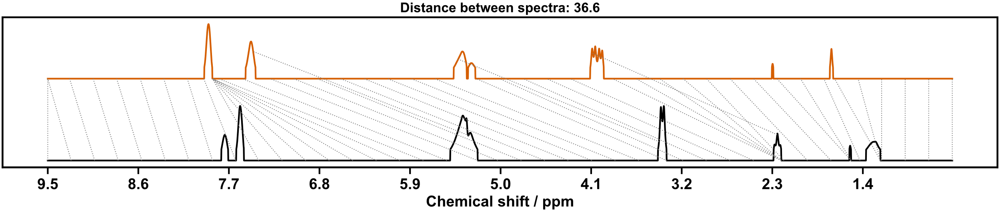 Distance between spectra: 36.6
9.5 8.6 7.7 6.8 5.9 5.0 4.1 3.2 2.3 1.4
Chemical shift / ppm